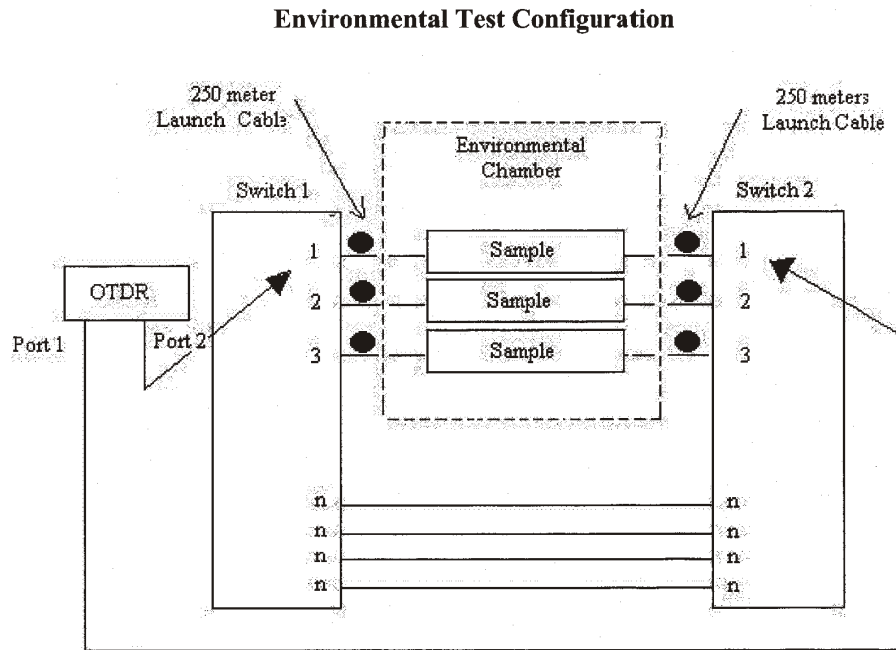 Environmental Test Configuration
250 meter
Launch Cable
250 meters
Launch Cable
Environmental
Chamber
Switch 1
Switch 2
1
Sample
1
OTDR
2
Sample
2
Port 1
Port 2
3
Sample
3
n
n
n
n
n
n
n
n